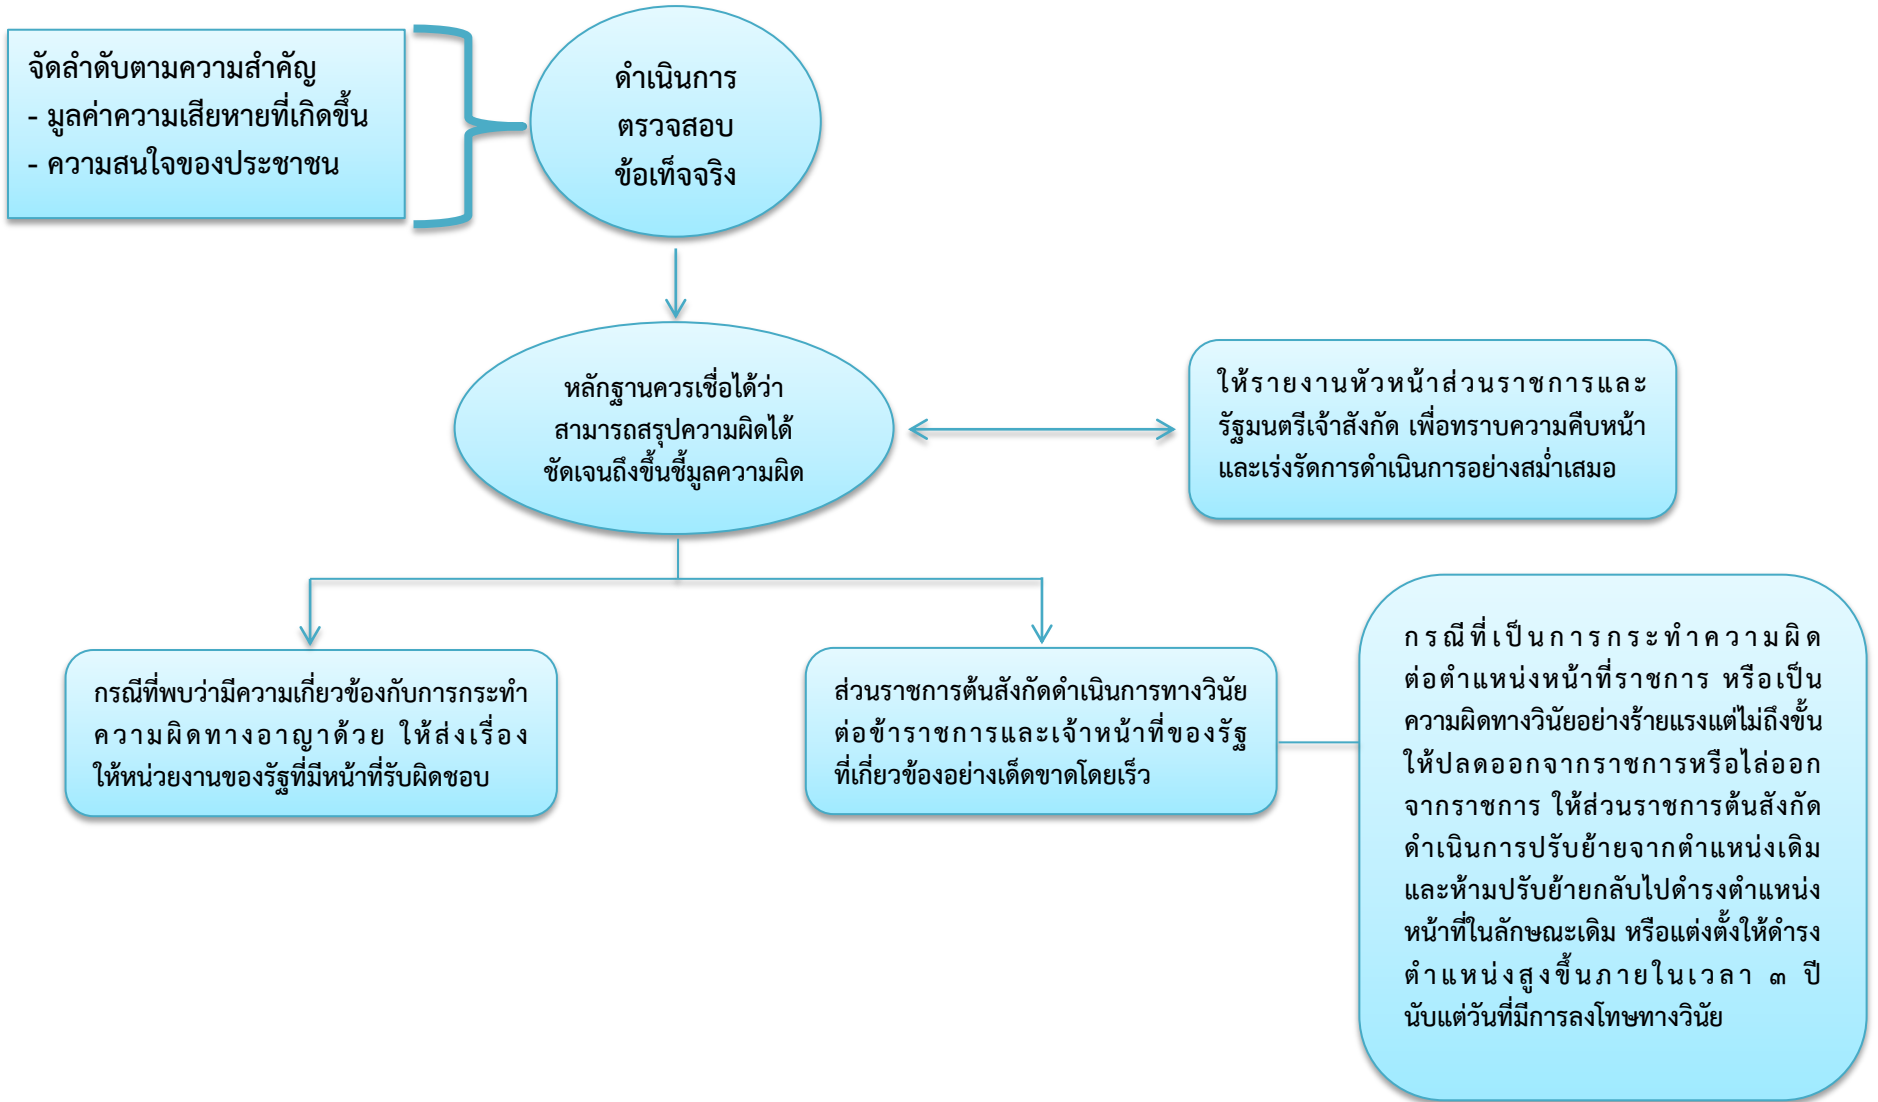 จัดลำดับตามความสำคัญ
- มูลค่าความเสียหายที่เกิดขึ้น
- ความสนใจของประชาชน
ดำเนินการ
ตรวจสอบ
ข้อเท็จจริง
หลักฐานควรเชื่อได้ว่า
สามารถสรุปความผิดได้
ชัดเจนถึงขึ้นชี้มูลความผิด
ให้รายงานหัวหน้าส่วนราชการและ
รัฐมนตรีเจ้าสังกัด เพื่อทราบความคืบหน้า
และเร่งรัดการดำเนินการอย่างสม่ำเสมอ
กรณีที่พบว่ามีความเกี่ยวข้องกับการกระทำ
ความผิดทางอาญาด้วย ให้ส่งเรื่อง
ให้หน่วยงานของรัฐที่มีหน้าที่รับผิดชอบ
ส่วนราชการต้นสังกัดดำเนินการทางวินัย
ต่อข้าราชการและเจ้าหน้าที่ของรัฐ
ที่เกี่ยวข้องอย่างเด็ดขาดโดยเร็ว
กรณีที่เป็นการกระทำความผิด
ต่อตำแหน่งหน้าที่ราชการ หรือเป็น
ความผิดทางวินัยอย่างร้ายแรงแต่ไม่ถึงขั้น
ให้ปลดออกจากราชการหรือไล่ออก
จากราชการ ให้ส่วนราชการต้นสังกัด
ดำเนินการปรับย้ายจากตำแหน่งเดิม
และห้ามปรับย้ายกลับไปดำรงตำแหน่ง
หน้าที่ในลักษณะเดิม หรือแต่งตั้งให้ดำรง
ตำแหน่งสูงขึ้นภายในเวลา ๓ ปี
นับแต่วันที่มีการลงโทษทางวินัย